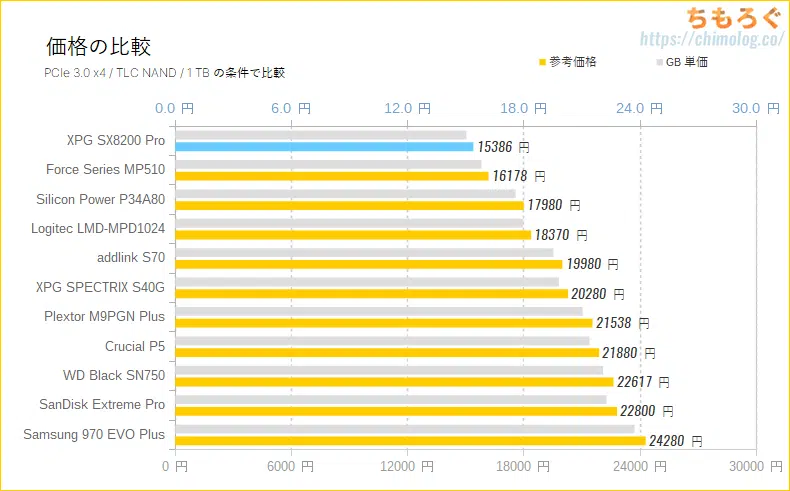 ちもろぐ
https://chimolog.co/
価格の比較
PCIe 3.0 x4 / TLC NAND / 1 TB の条件で比較
参考価格 GB 単価
0.0 円 6.0 円 12.0 円 18.0 円 24.0 円 30.0 円
XPG SX8200 Pro 15386 円
Force Series MP510 16178 円
Silicon Power P34A80 17980 円
Logitec LMD-MPD1024 18370 円
addlink S70 19980 円
XPG SPECTRIX S40G 20280 円
Plextor M9PGN Plus 21538 円
Crucial P5 21880 円
WD Black SN750 22617 円
SanDisk Extreme Pro 22800 円
Samsung 970 EVO Plus 24280 円
0 円 6000 円 12000 円 18000 円 24000 円 30000 円